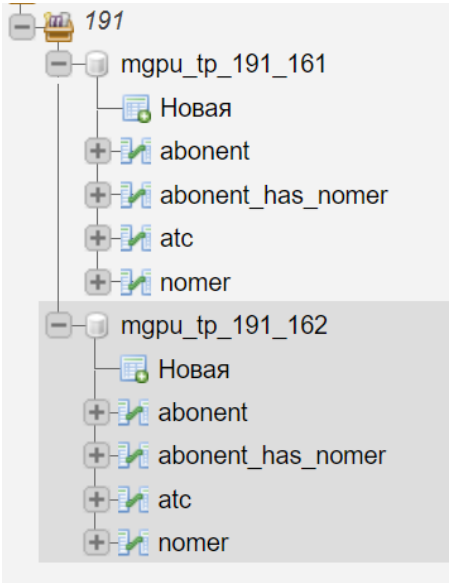 191
mgpu_tp_191_161
Новая
abonent
abonent_has_nomer
atc
nomer
mgpu_tp_191_162
Новая
abonent
abonent_has_nomer
atc
nomer